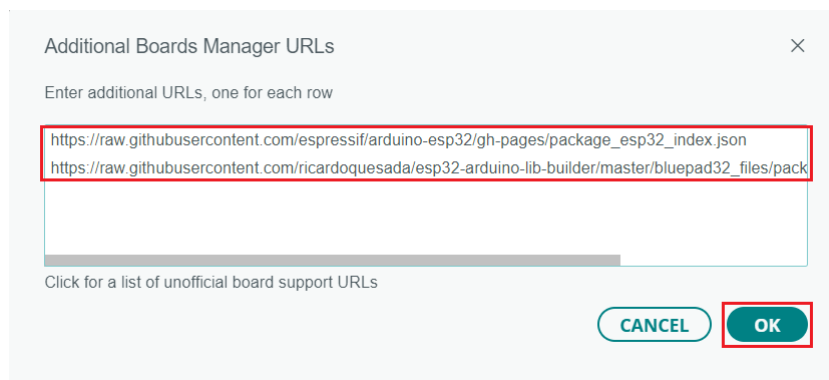 Additional Boards Manager URLs
Enter additional URLs, one for each row
https://raw.githubusercontent.com/espressif/arduino-esp32/gh-pages/package_esp32_index.json
https://raw.githubusercontent.com/ricardoquesada/esp32-arduino-lib-builder/master/bluepad32_files/pack
Click for a list of unofficial board support URLs
CANCEL OK